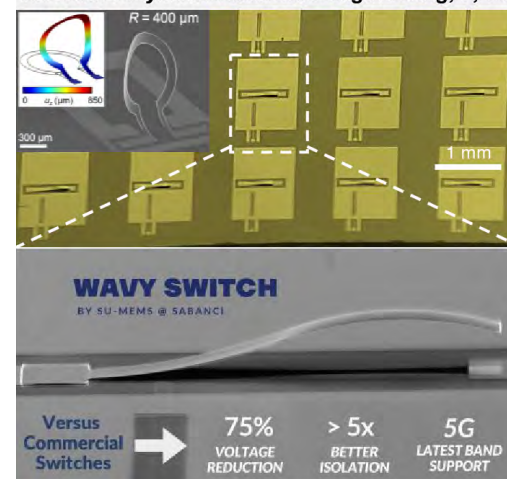 R = 400 μm
0 u_z (μm) 850
300 μm
1 mm
WAVY SWITCH
BY SU-MEMS @ SABANCI
Versus
Commercial
Switches
75%
VOLTAGE
REDUCTION
> 5x
BETTER
ISOLATION
5G
LATEST BAND
SUPPORT